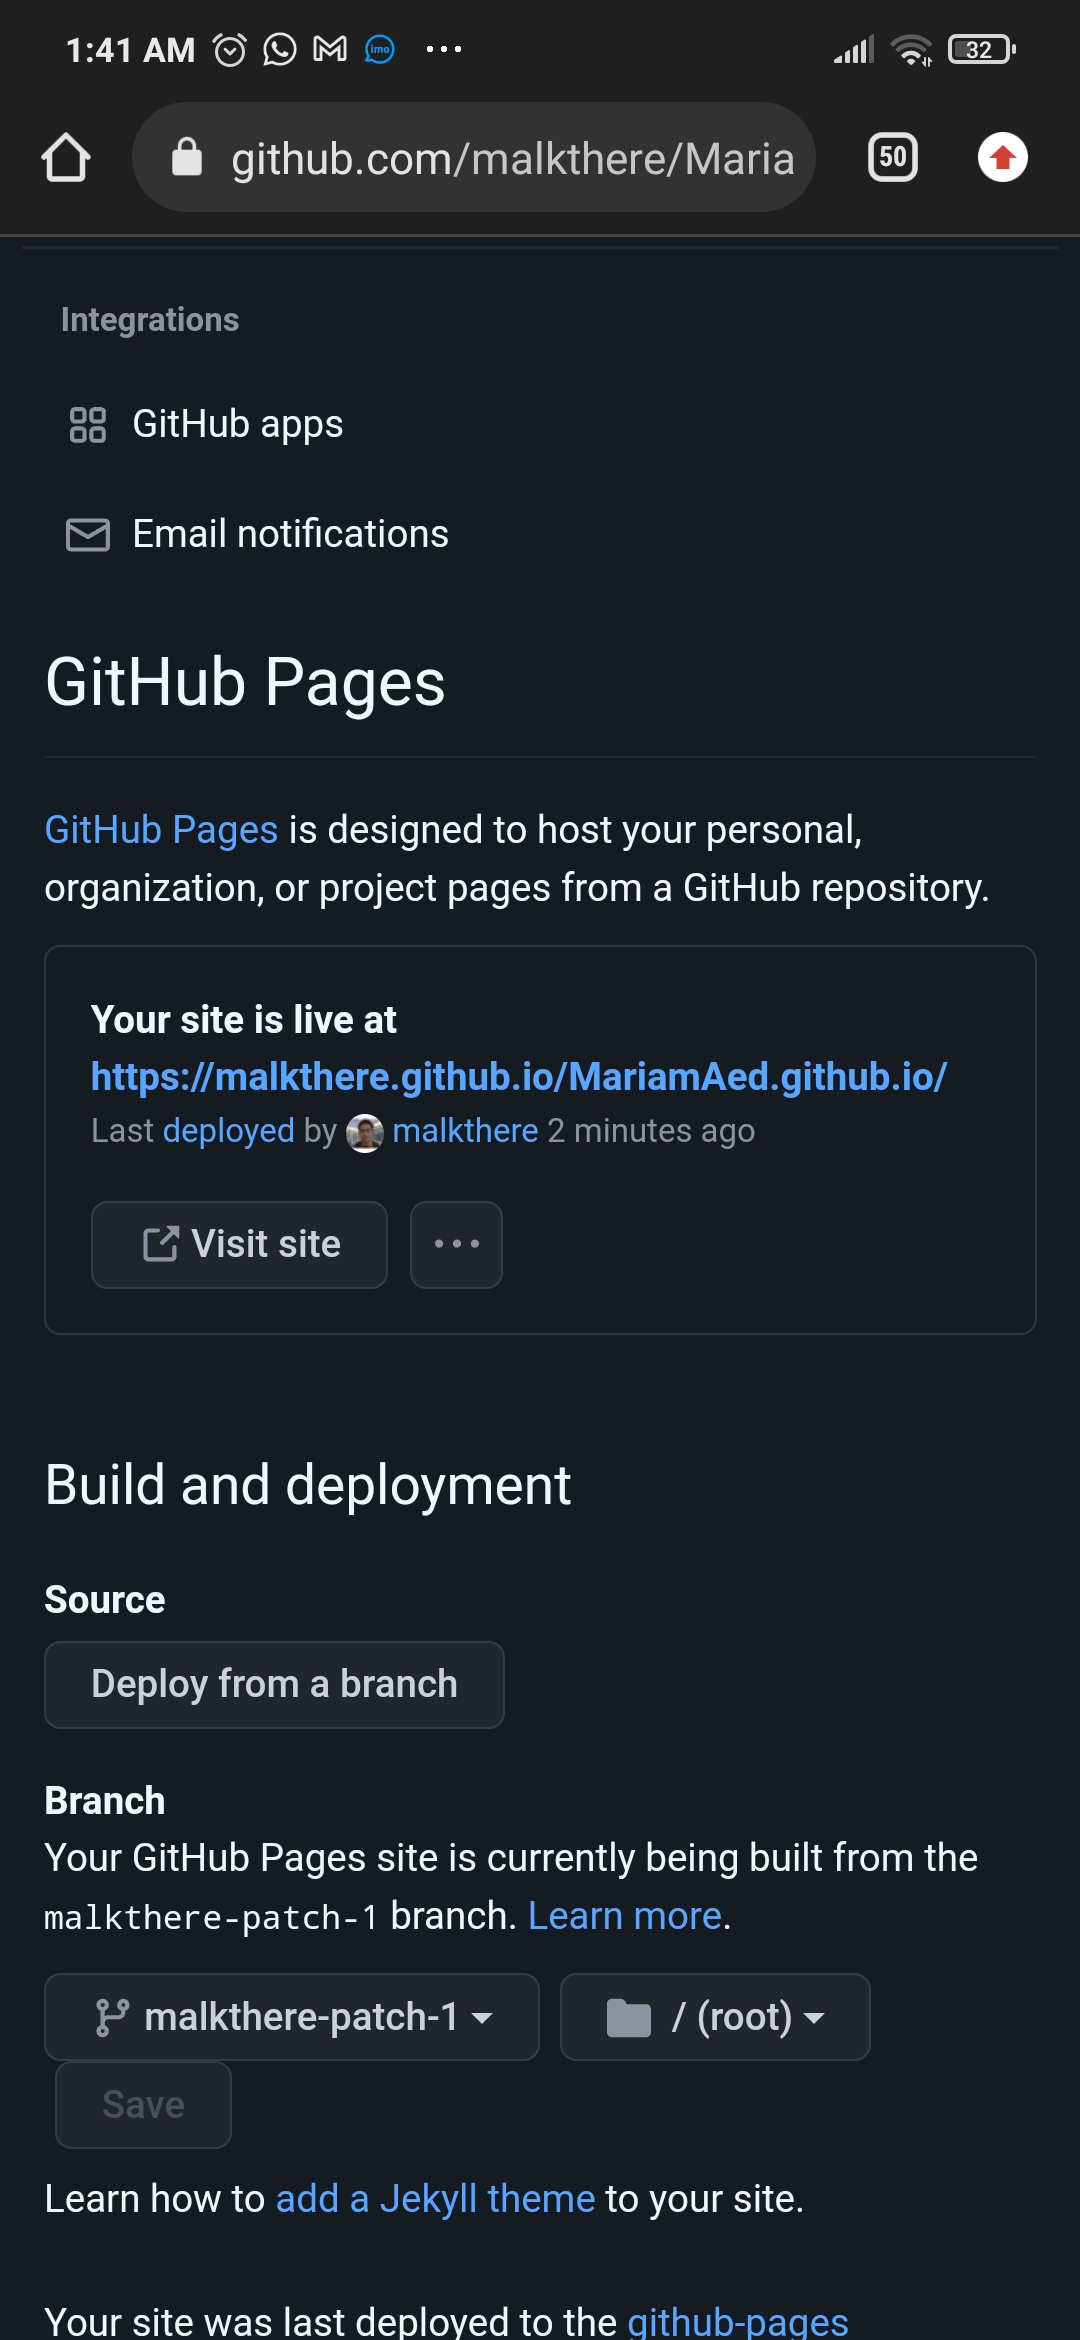 1:41 AM imo ... 32
github.com/malkthere/Maria 50
Integrations
GitHub apps
Email notifications
GitHub Pages
GitHub Pages is designed to host your personal,
organization, or project pages from a GitHub repository.
Your site is live at
https://malkthere.github.io/MariamAed.github.io/
Last deployed by malkthere 2 minutes ago
Visit site ...
Build and deployment
Source
Deploy from a branch
Branch
Your GitHub Pages site is currently being built from the
malkthere-patch-1 branch. Learn more.
malkthere-patch-1 / (root)
Save
Learn how to add a Jekyll theme to your site.
Your site was last deployed to the github-pages